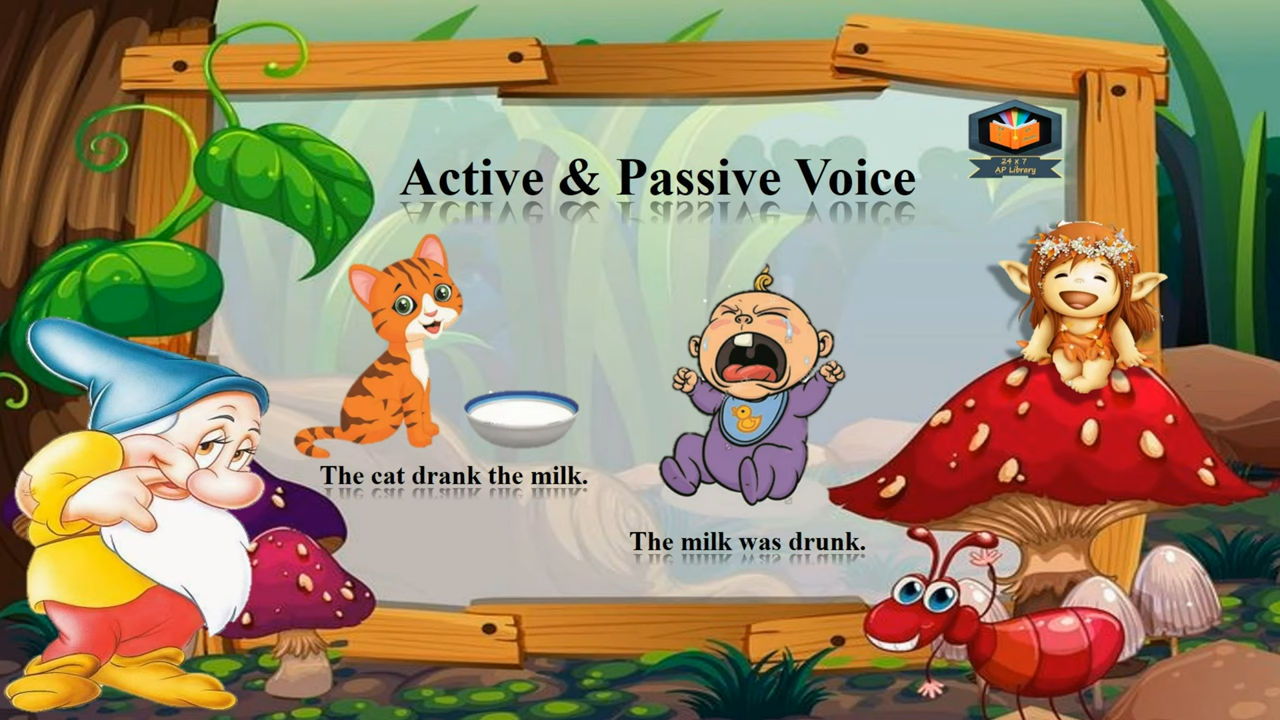 Active & Passive Voice
24 x 7
AP Library
The cat drank the milk.
The milk was drunk.